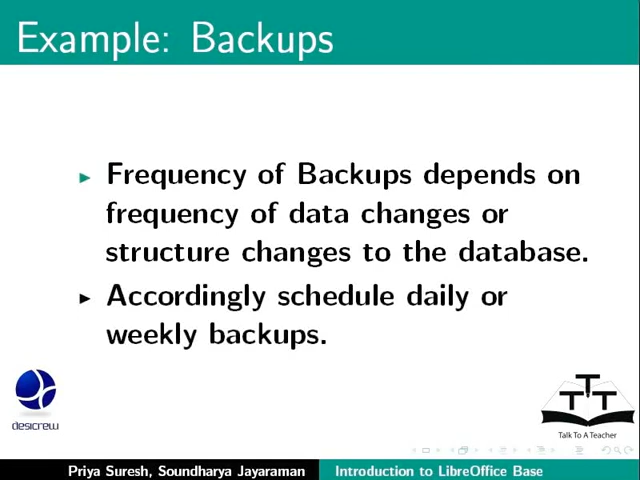 Example: Backups
Frequency of Backups depends on
frequency of data changes or
structure changes to the database.
Accordingly schedule daily or
weekly backups.
desicrew
TTT
Talk To A Teacher
Priya Suresh, Soundharya Jayaraman
Introduction to LibreOffice Base